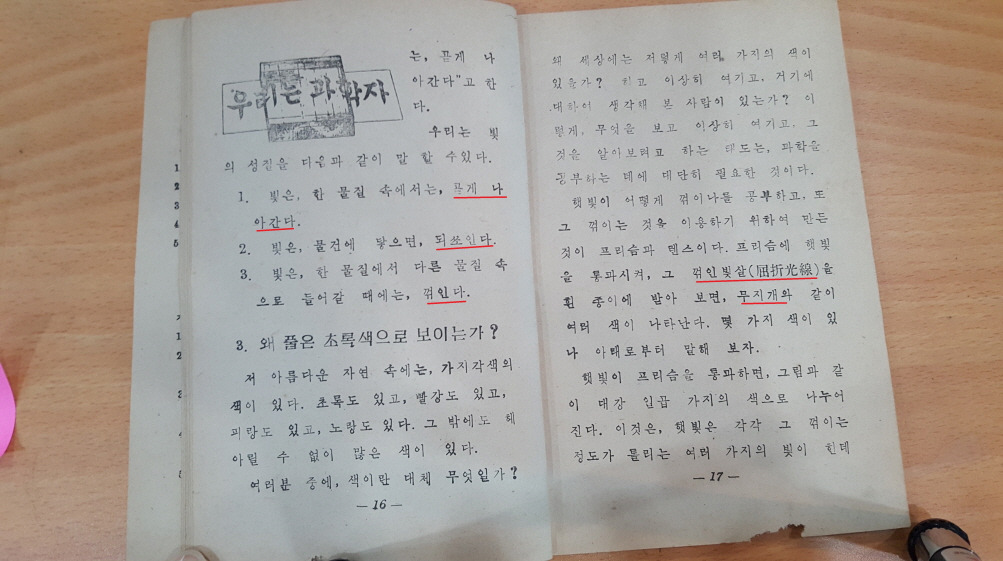 우리는 과학자
는, 곧게 나
아간다"고 한
다.
우리는 빛
의 성질을 다음과 같이 말 할 수있다.
1. 빛은, 한 물질 속에서는, 곧게 나
아간다.
2. 빛은, 물건에 닿으면, 되쏘인다.
3. 빛은, 한 물질에서 다른 물질 속
으로 들어갈 때에는, 꺾인다.
3. 왜 풀은 초록색으로 보이는가?
저 아름다운 자연 속에는, 가지각색의
색이 있다. 초록도 있고, 빨강도 있고,
파랑도 있고, 노랑도 있다. 그 밖에도 헤
아릴 수 없이 많은 색이 있다.
여러분 중에, 색이란 대체 무엇일가?
— 16 —
왜 세상에는 저렇게 여러 가지의 색이
있을가? 하고 이상히 여기고, 거기에
대하여 생각해 본 사람이 있는가? 이
렇게, 무엇을 보고 이상히 여기고, 그
것을 알아보려고 하는 태도는, 과학을
공부하는 데에 대단히 필요한 것이다.
햇빛이 어떻게 꺾이나를 공부하고, 또
그 꺾이는 것을 이용하기 위하여 만든
것이 프리슴과 렌스이다. 프리슴에 햇빛
을 통과시켜, 그 꺾인빛살(屈折光線)을
흰 종이에 받아 보면, 무지개와 같이
여러 색이 나타난다. 몇 가지 색이 있
나 아래로부터 말해 보자.
햇빛이 프리슴을 통과하면, 그림과 같
이 대강 일곱 가지의 색으로 나누어
진다. 이것은, 햇빛은 각각 그 꺾이는
정도가 틀리는 여러 가지의 빛이 한데
— 17 —